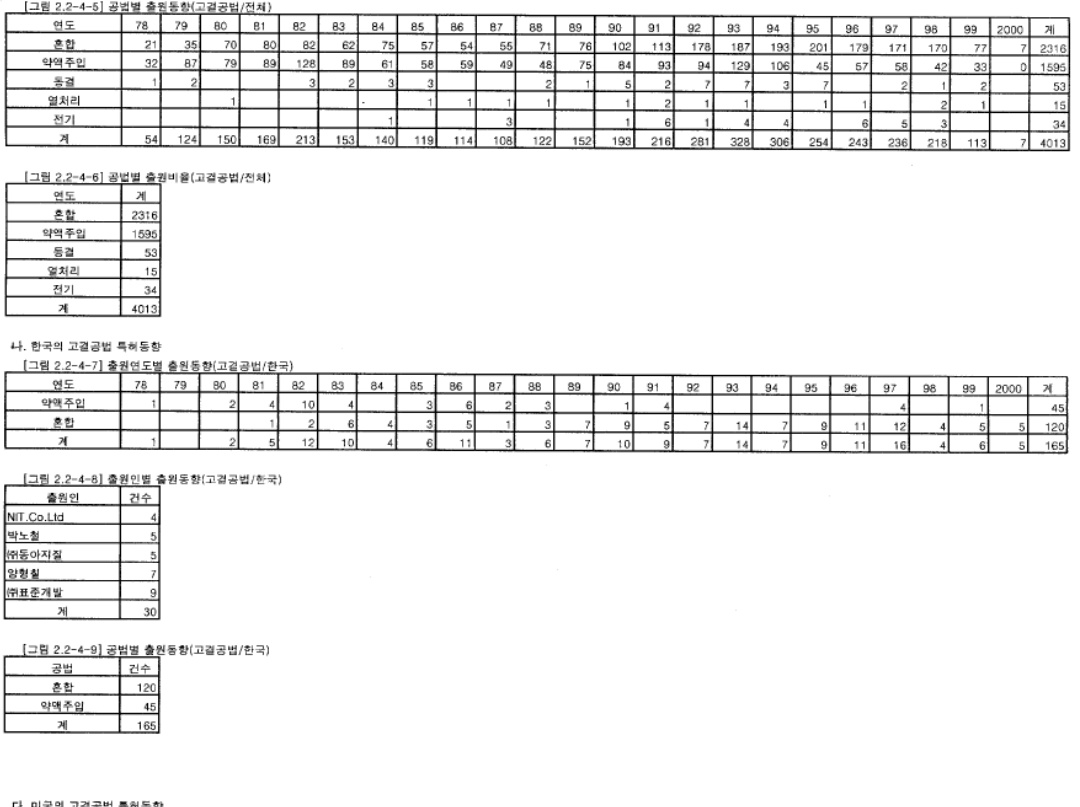 [그림 2.2-4-5] 공법별 출원동향(고결공법/전체)
연도 78 79 80 81 82 83 84 85 86 87 88 89 90 91 92 93 94 95 96 97 98 99 2000 계
혼합 21 35 70 80 82 62 75 57 54 55 71 76 102 113 178 187 193 201 179 171 170 77 7 2316
약액주입 32 87 79 89 128 89 61 58 59 49 48 75 84 93 94 129 106 45 57 58 42 33 0 1595
동결 1 2 3 2 3 3 2 1 5 2 7 7 3 7 2 1 2 53
열처리 1 - 1 1 1 1 1 2 1 1 1 1 2 1 15
전기 1 3 1 6 1 4 4 6 5 3 34
계 54 124 150 169 213 153 140 119 114 108 122 152 193 216 281 328 306 254 243 236 218 113 7 4013
[그림 2.2-4-6] 공법별 출원비율(고결공법/전체)
연도 계
혼합 2316
약액주입 1595
동결 53
열처리 15
전기 34
계 4013
나. 한국의 고결공법 특허동향
[그림 2.2-4-7] 출원연도별 출원동향(고결공법/한국)
연도 78 79 80 81 82 83 84 85 86 87 88 89 90 91 92 93 94 95 96 97 98 99 2000 계
약액주입 1 2 4 10 4 3 6 2 3 1 4 4 1 45
혼합 1 2 6 4 3 5 1 3 7 9 5 7 14 7 9 11 12 4 5 5 120
계 1 2 5 12 10 4 6 11 3 6 7 10 9 7 14 7 9 11 16 4 6 5 165
[그림 2.2-4-8] 출원인별 출원동향(고결공법/한국)
출원인 건수
NIT.Co.Ltd 4
박노철 5
㈜동아지질 5
양형칠 7
㈜표준개발 9
계 30
[그림 2.2-4-9] 공법별 출원동향(고결공법/한국)
공법 건수
혼합 120
약액주입 45
계 165
다. 미국의 고결공법 특허동향